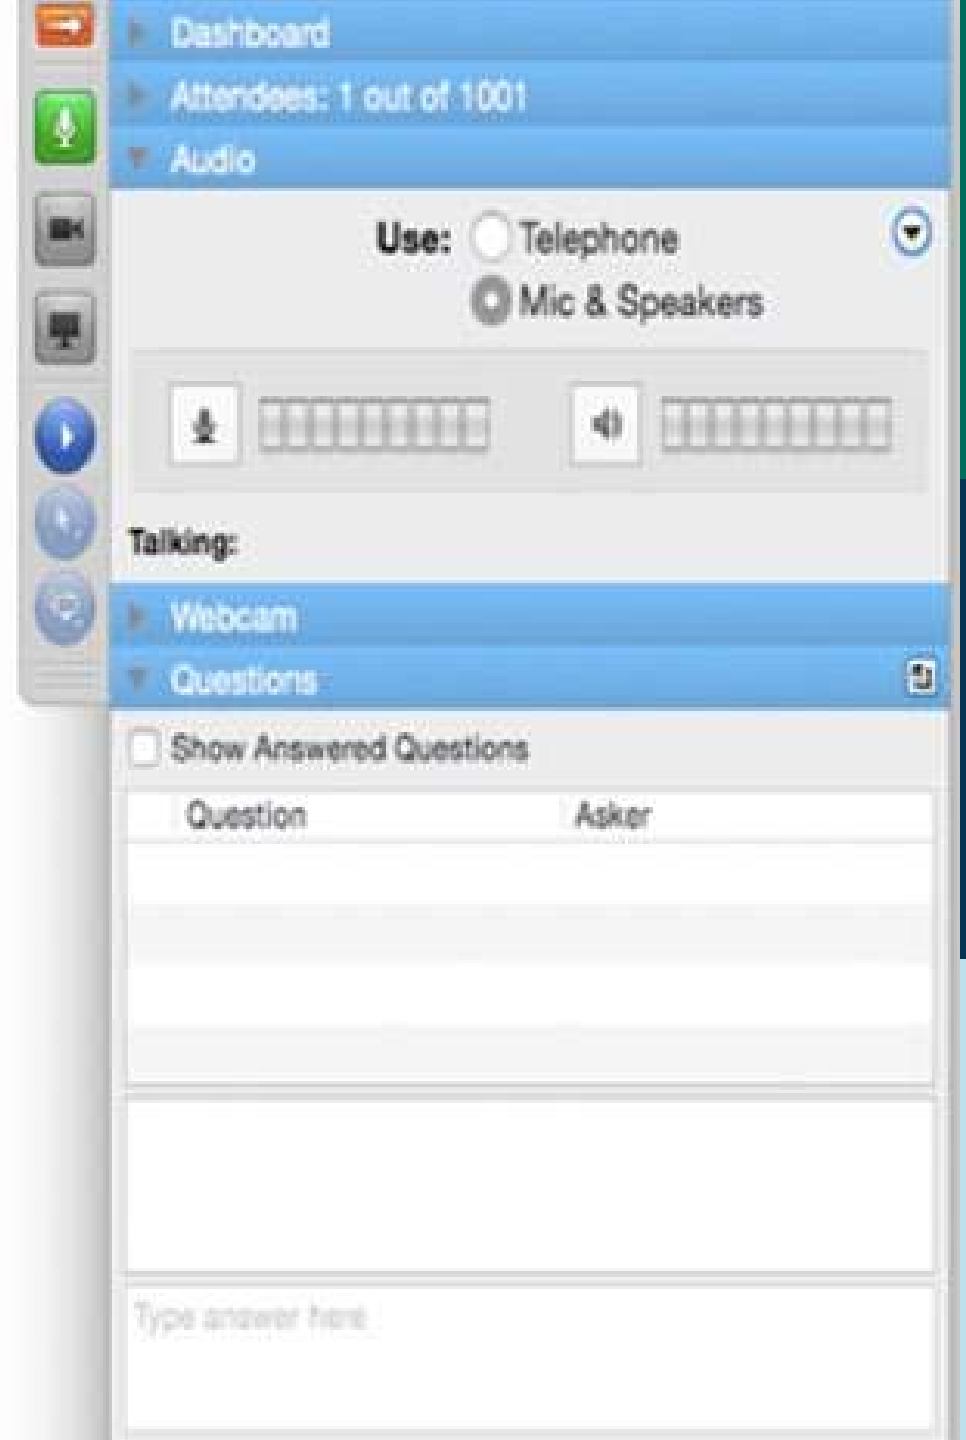 Dashboard
Attendees: 1 out of 1001
Audio
Use: Telephone
Mic & Speakers
Talking:
Webcam
Questions
Show Answered Questions
Question Asker
Type answer here